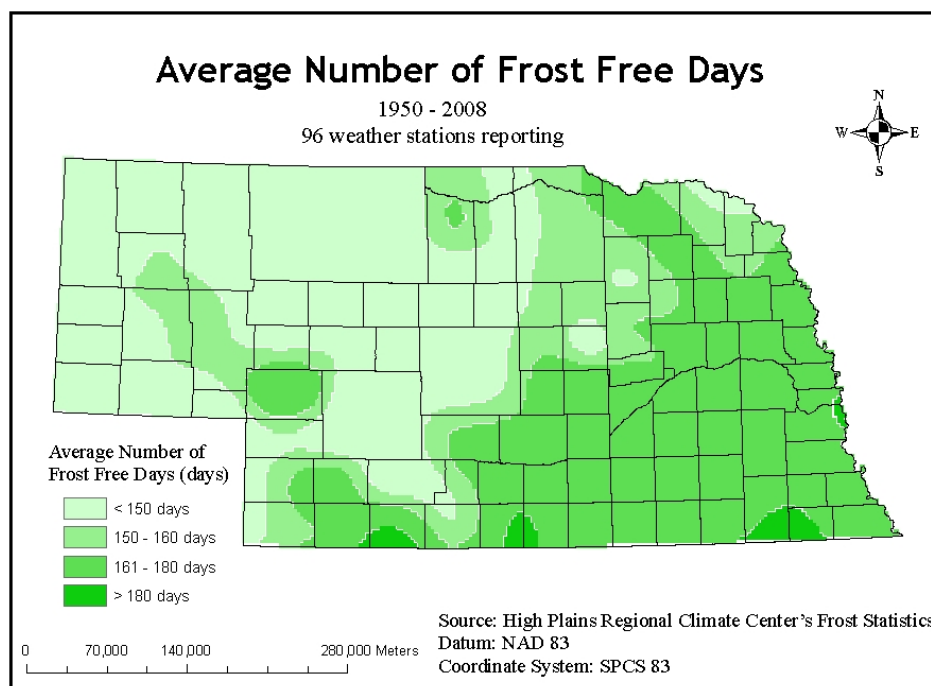 Average Number of Frost Free Days
1950 - 2008
96 weather stations reporting
N
W E
S
Average Number of
Frost Free Days (days)
< 150 days
150 - 160 days
161 - 180 days
> 180 days
0 70,000 140,000 280,000 Meters
Source: High Plains Regional Climate Center's Frost Statistics
Datum: NAD 83
Coordinate System: SPCS 83